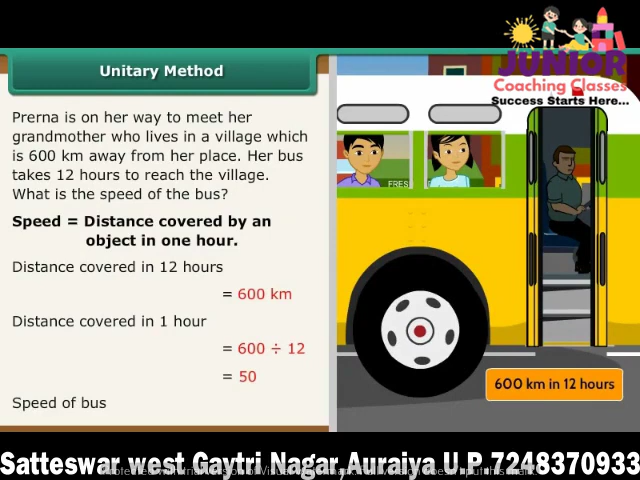 JUNIOR
Coaching Classes
Success Starts Here...
Unitary Method
Prerna is on her way to meet her
grandmother who lives in a village which
is 600 km away from her place. Her bus
takes 12 hours to reach the village.
What is the speed of the bus?
Speed = Distance covered by an
object in one hour.
Distance covered in 12 hours
= 600 km
Distance covered in 1 hour
= 600 ÷ 12
= 50
Speed of bus
FRES
600 km in 12 hours
Satteswar west Gaytri Nagar,Auraiya U.P.7248370933